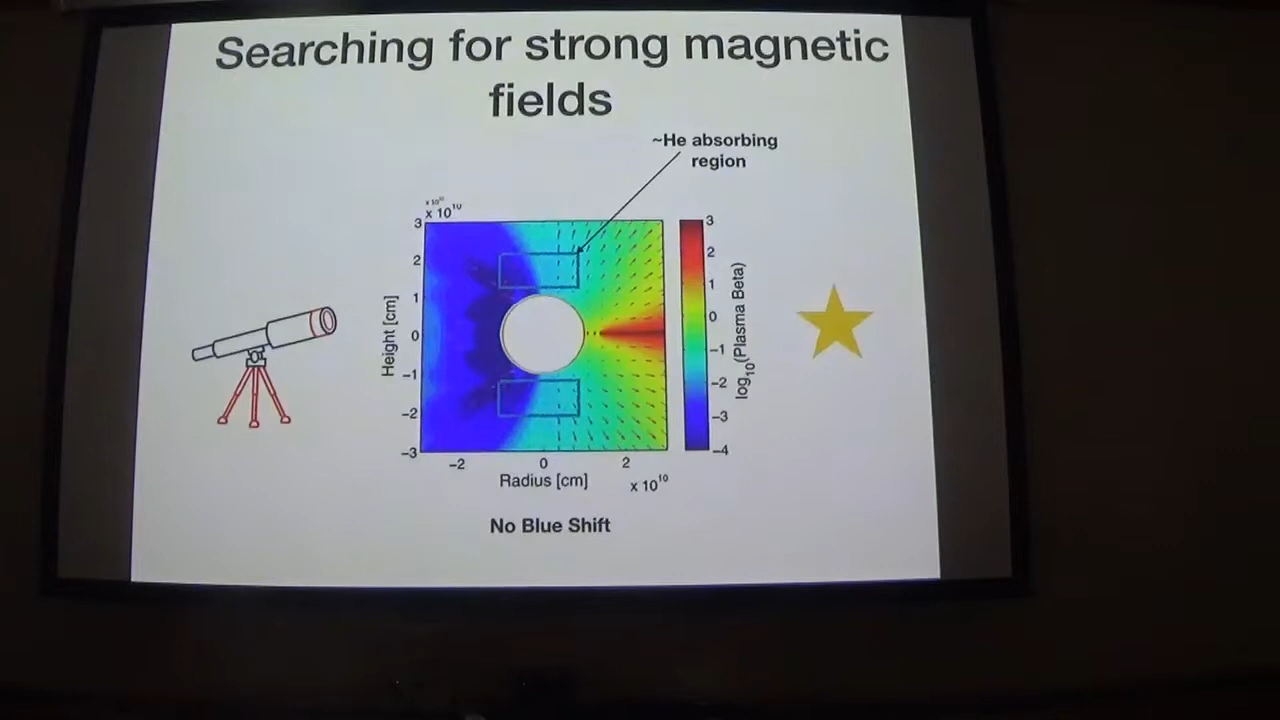 Searching for strong magnetic
fields
~He absorbing
region
x 10¹⁰
3
2
1
0
−1
−2
−3
Height [cm]
−2
0
2
Radius [cm]
x 10¹⁰
3
2
1
0
−1
−2
−3
−4
log₁₀(Plasma Beta)
No Blue Shift